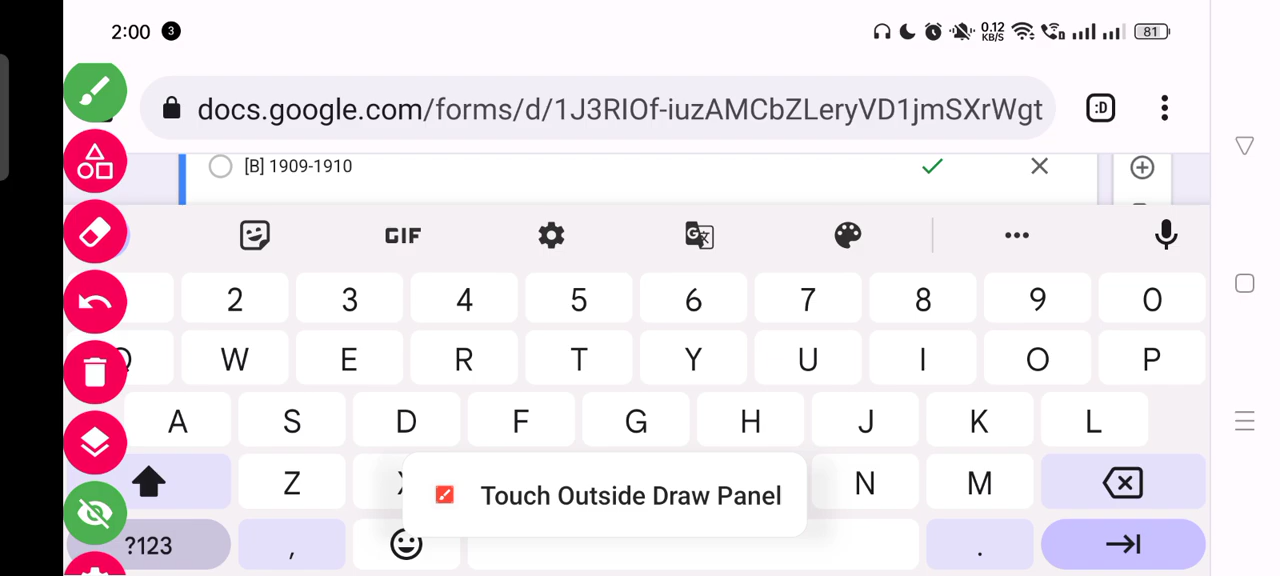 2:00 3 0.12 KB/S 81
docs.google.com/forms/d/1J3RIOf-iuzAMCbZLeryVD1jmSXrWgt :D
[B] 1909-1910
GIF G
2 3 4 5 6 7 8 9 0
Q W E R T Y U I O P
A S D F G H J K L
Z X N M
Touch Outside Draw Panel
?123 , .